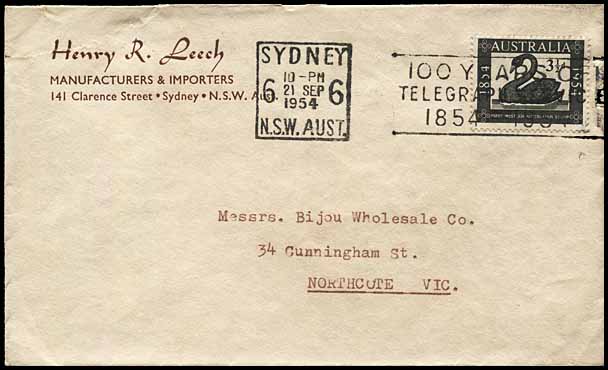 Henry R. Leech
MANUFACTURERS & IMPORTERS
141 Clarence Street • Sydney • N.S.W. Aust.
SYDNEY
6 10-PM 6
21 SEP
1954
N.S.W. AUST.
100 YEARS OF
TELEGRAPH
1854 1954
AUSTRALIA
3½
1854
1954
Messrs. Bijou Wholesale Co.
34 Cunningham St.
NORTHCOTE VIC.